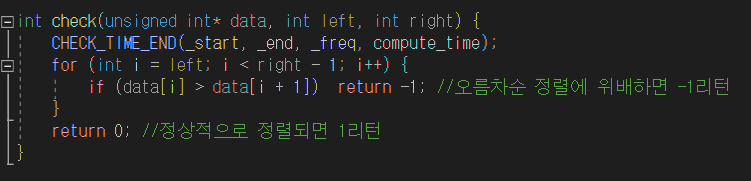 int check(unsigned int* data, int left, int right) {
CHECK_TIME_END(_start, _end, _freq, compute_time);
for (int i = left; i < right - 1; i++) {
if (data[i] > data[i + 1])  return -1; //오름차순 정렬에 위배하면 -1리턴
}
return 0; //정상적으로 정렬되면 1리턴
}